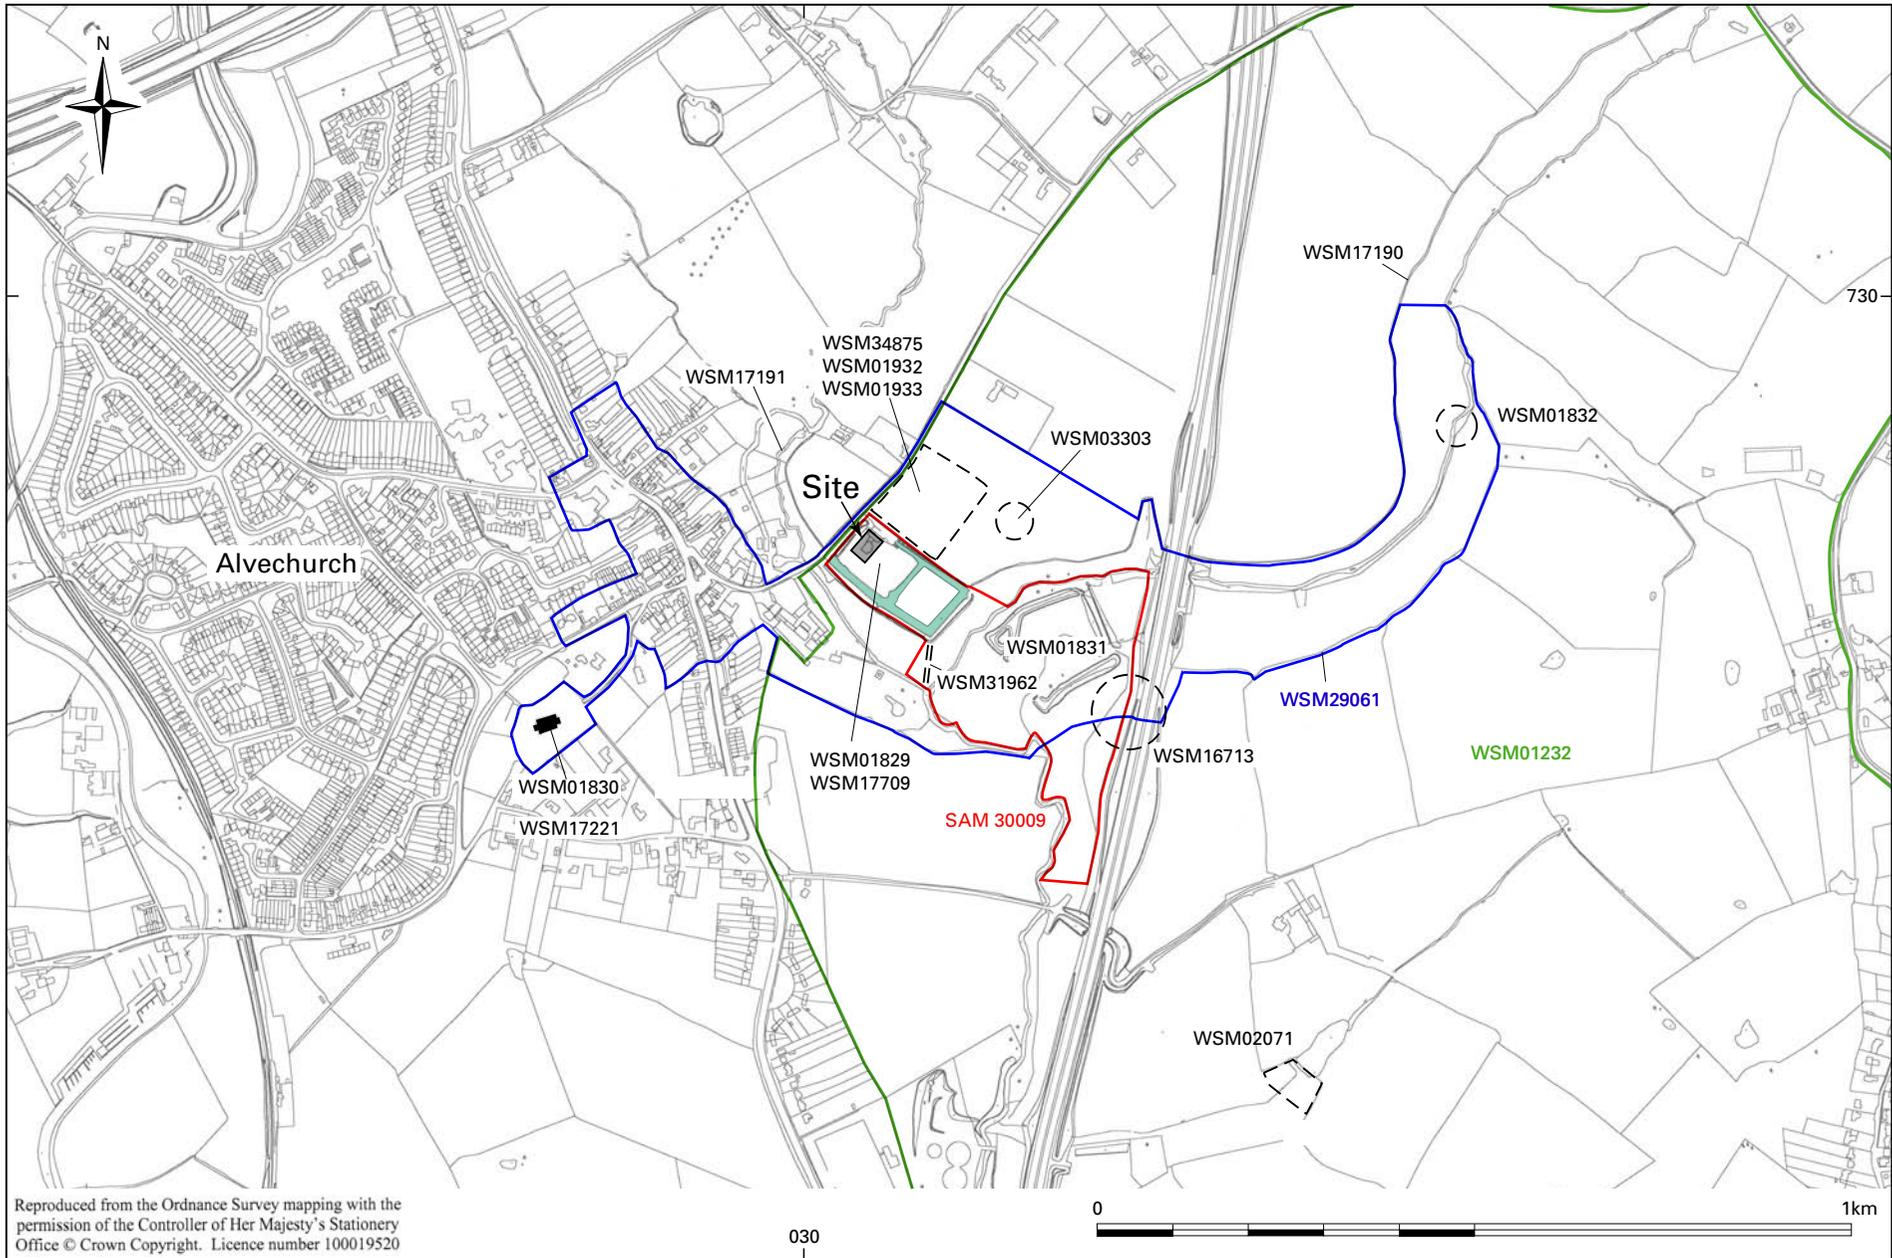 N
WSM17190
730
WSM34875
WSM01932
WSM01933
WSM17191
WSM01832
WSM03303
Site
Alvechurch
WSM01831
WSM31962
WSM29061
WSM01232
WSM16713
WSM01829
WSM17709
WSM01830
WSM17221
SAM 30009
WSM02071
Reproduced from the Ordnance Survey mapping with the
permission of the Controller of Her Majesty's Stationery
Office © Crown Copyright. Licence number 100019520
030
0 1km